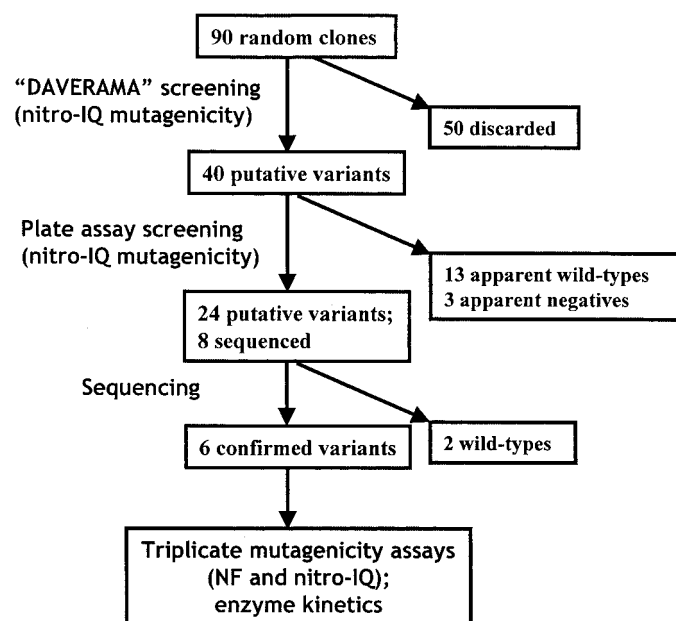 90 random clones
“DAVERAMA” screening
(nitro-IQ mutagenicity)
50 discarded
40 putative variants
Plate assay screening
(nitro-IQ mutagenicity)
13 apparent wild-types
3 apparent negatives
24 putative variants;
8 sequenced
Sequencing
6 confirmed variants
2 wild-types
Triplicate mutagenicity assays
(NF and nitro-IQ);
enzyme kinetics